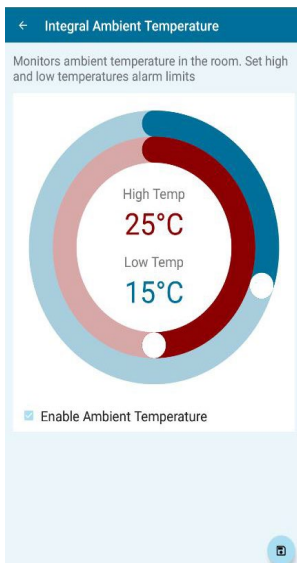 Integral Ambient Temperature
Monitors ambient temperature in the room. Set high
and low temperatures alarm limits
High Temp
25°C
Low Temp
15°C
Enable Ambient Temperature